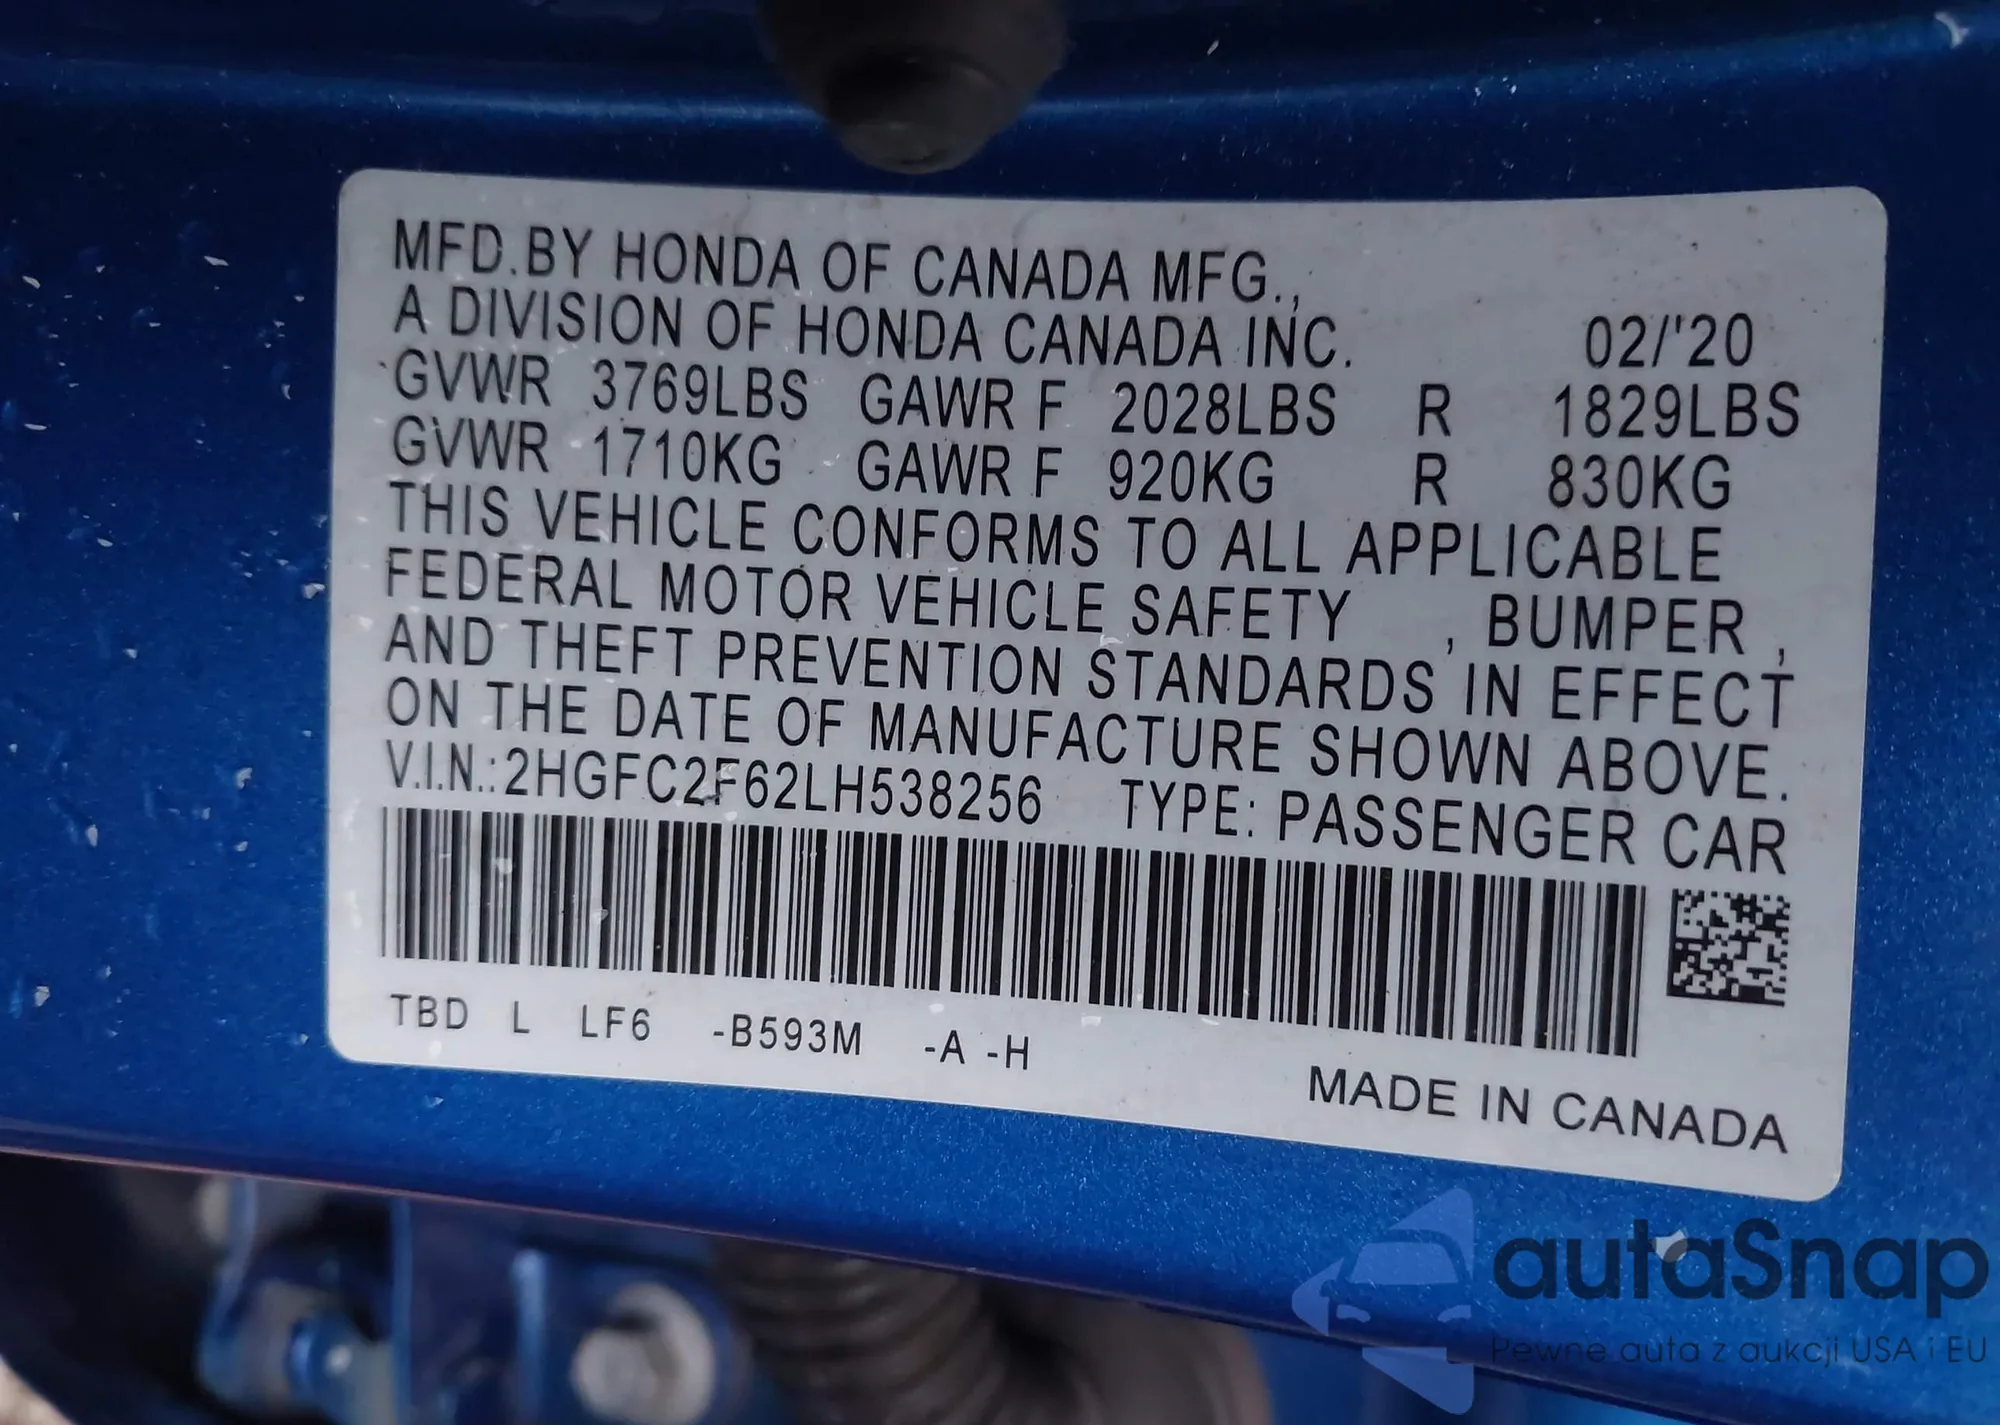 MFD.BY HONDA OF CANADA MFG.,
A DIVISION OF HONDA CANADA INC. 02/'20
GVWR 3769LBS GAWR F 2028LBS R 1829LBS
GVWR 1710KG GAWR F 920KG R 830KG
THIS VEHICLE CONFORMS TO ALL APPLICABLE
FEDERAL MOTOR VEHICLE SAFETY , BUMPER ,
AND THEFT PREVENTION STANDARDS IN EFFECT
ON THE DATE OF MANUFACTURE SHOWN ABOVE.
V.I.N.:2HGFC2F62LH538256 TYPE: PASSENGER CAR
TBD L LF6 -B593M -A -H
MADE IN CANADA
autaSnap
Pewne auta z aukcji USA i EU